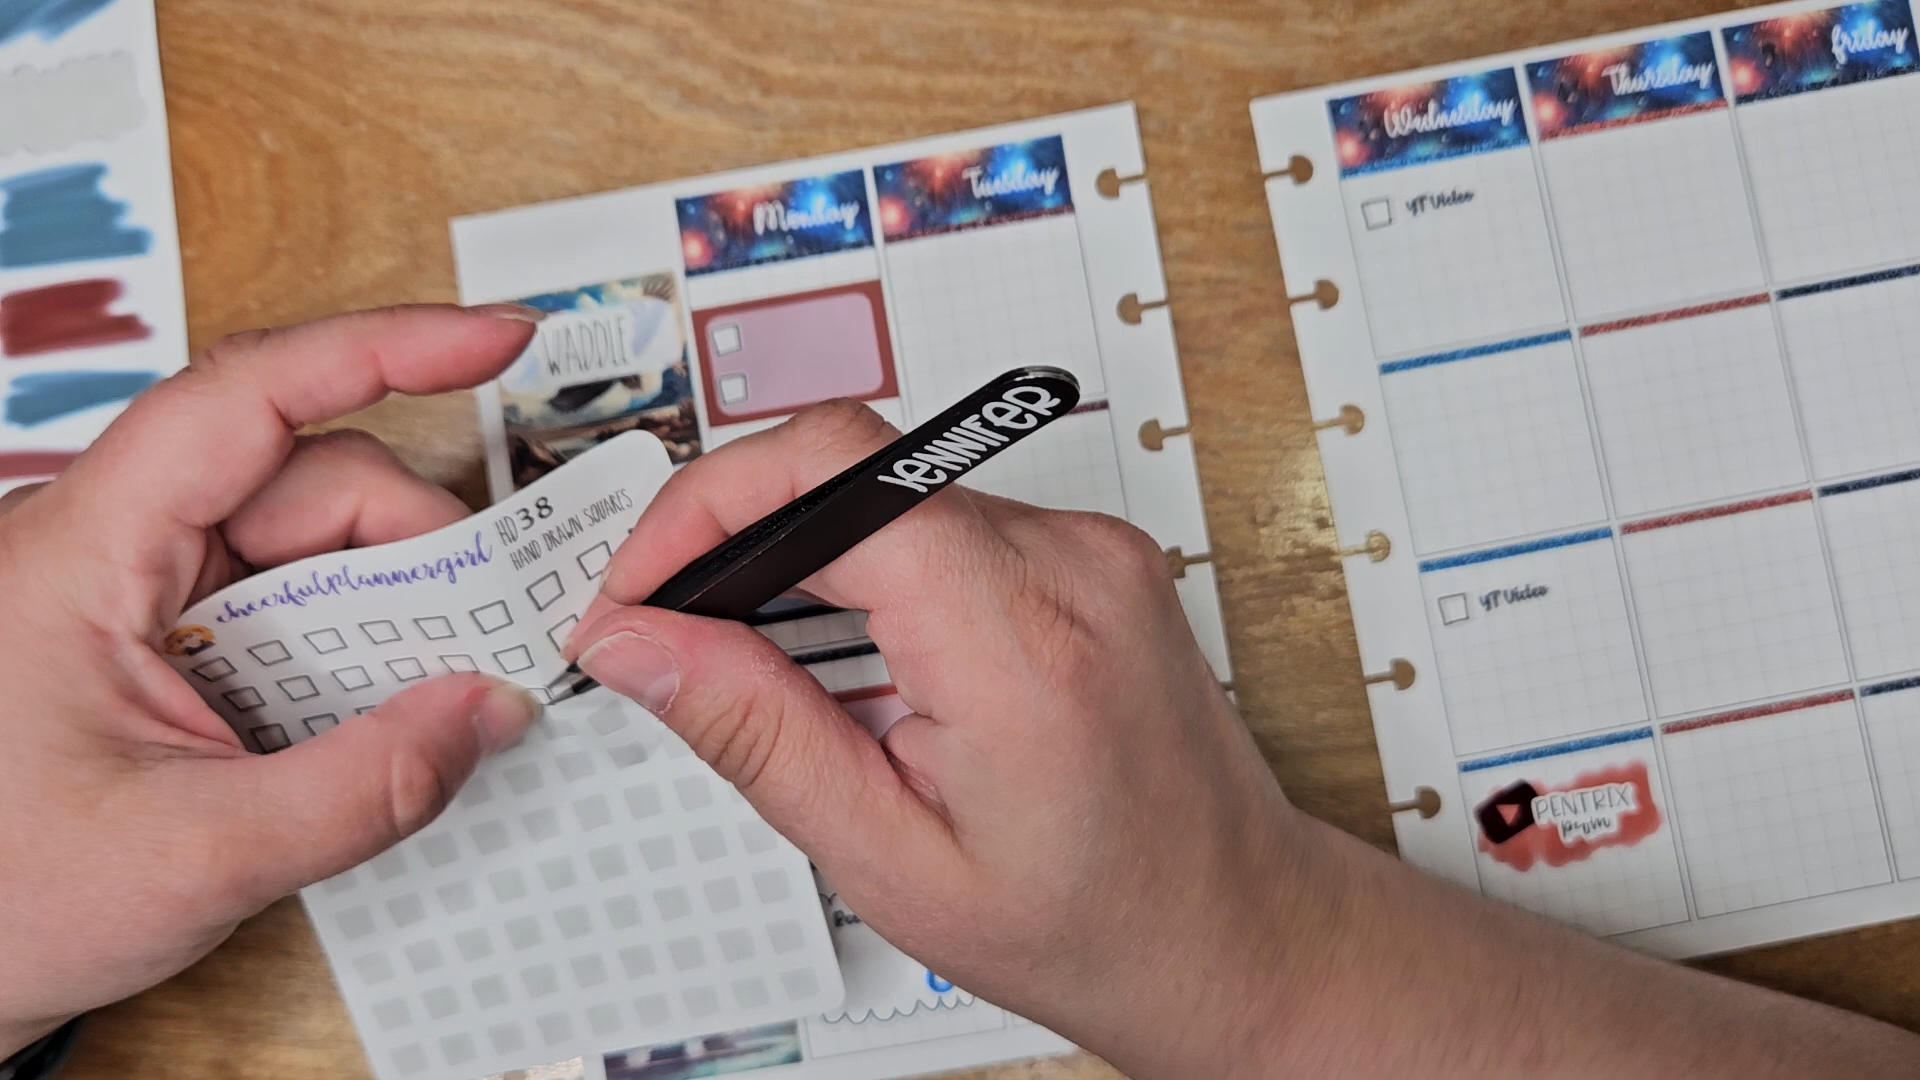 Monday
Tuesday
Wednesday
Thursday
friday
YT Video
WADDLE
JENNIFER
cheerfulplannergirl
HD38
HAND DRAWN SQUARES
YT Video
PENTRIX